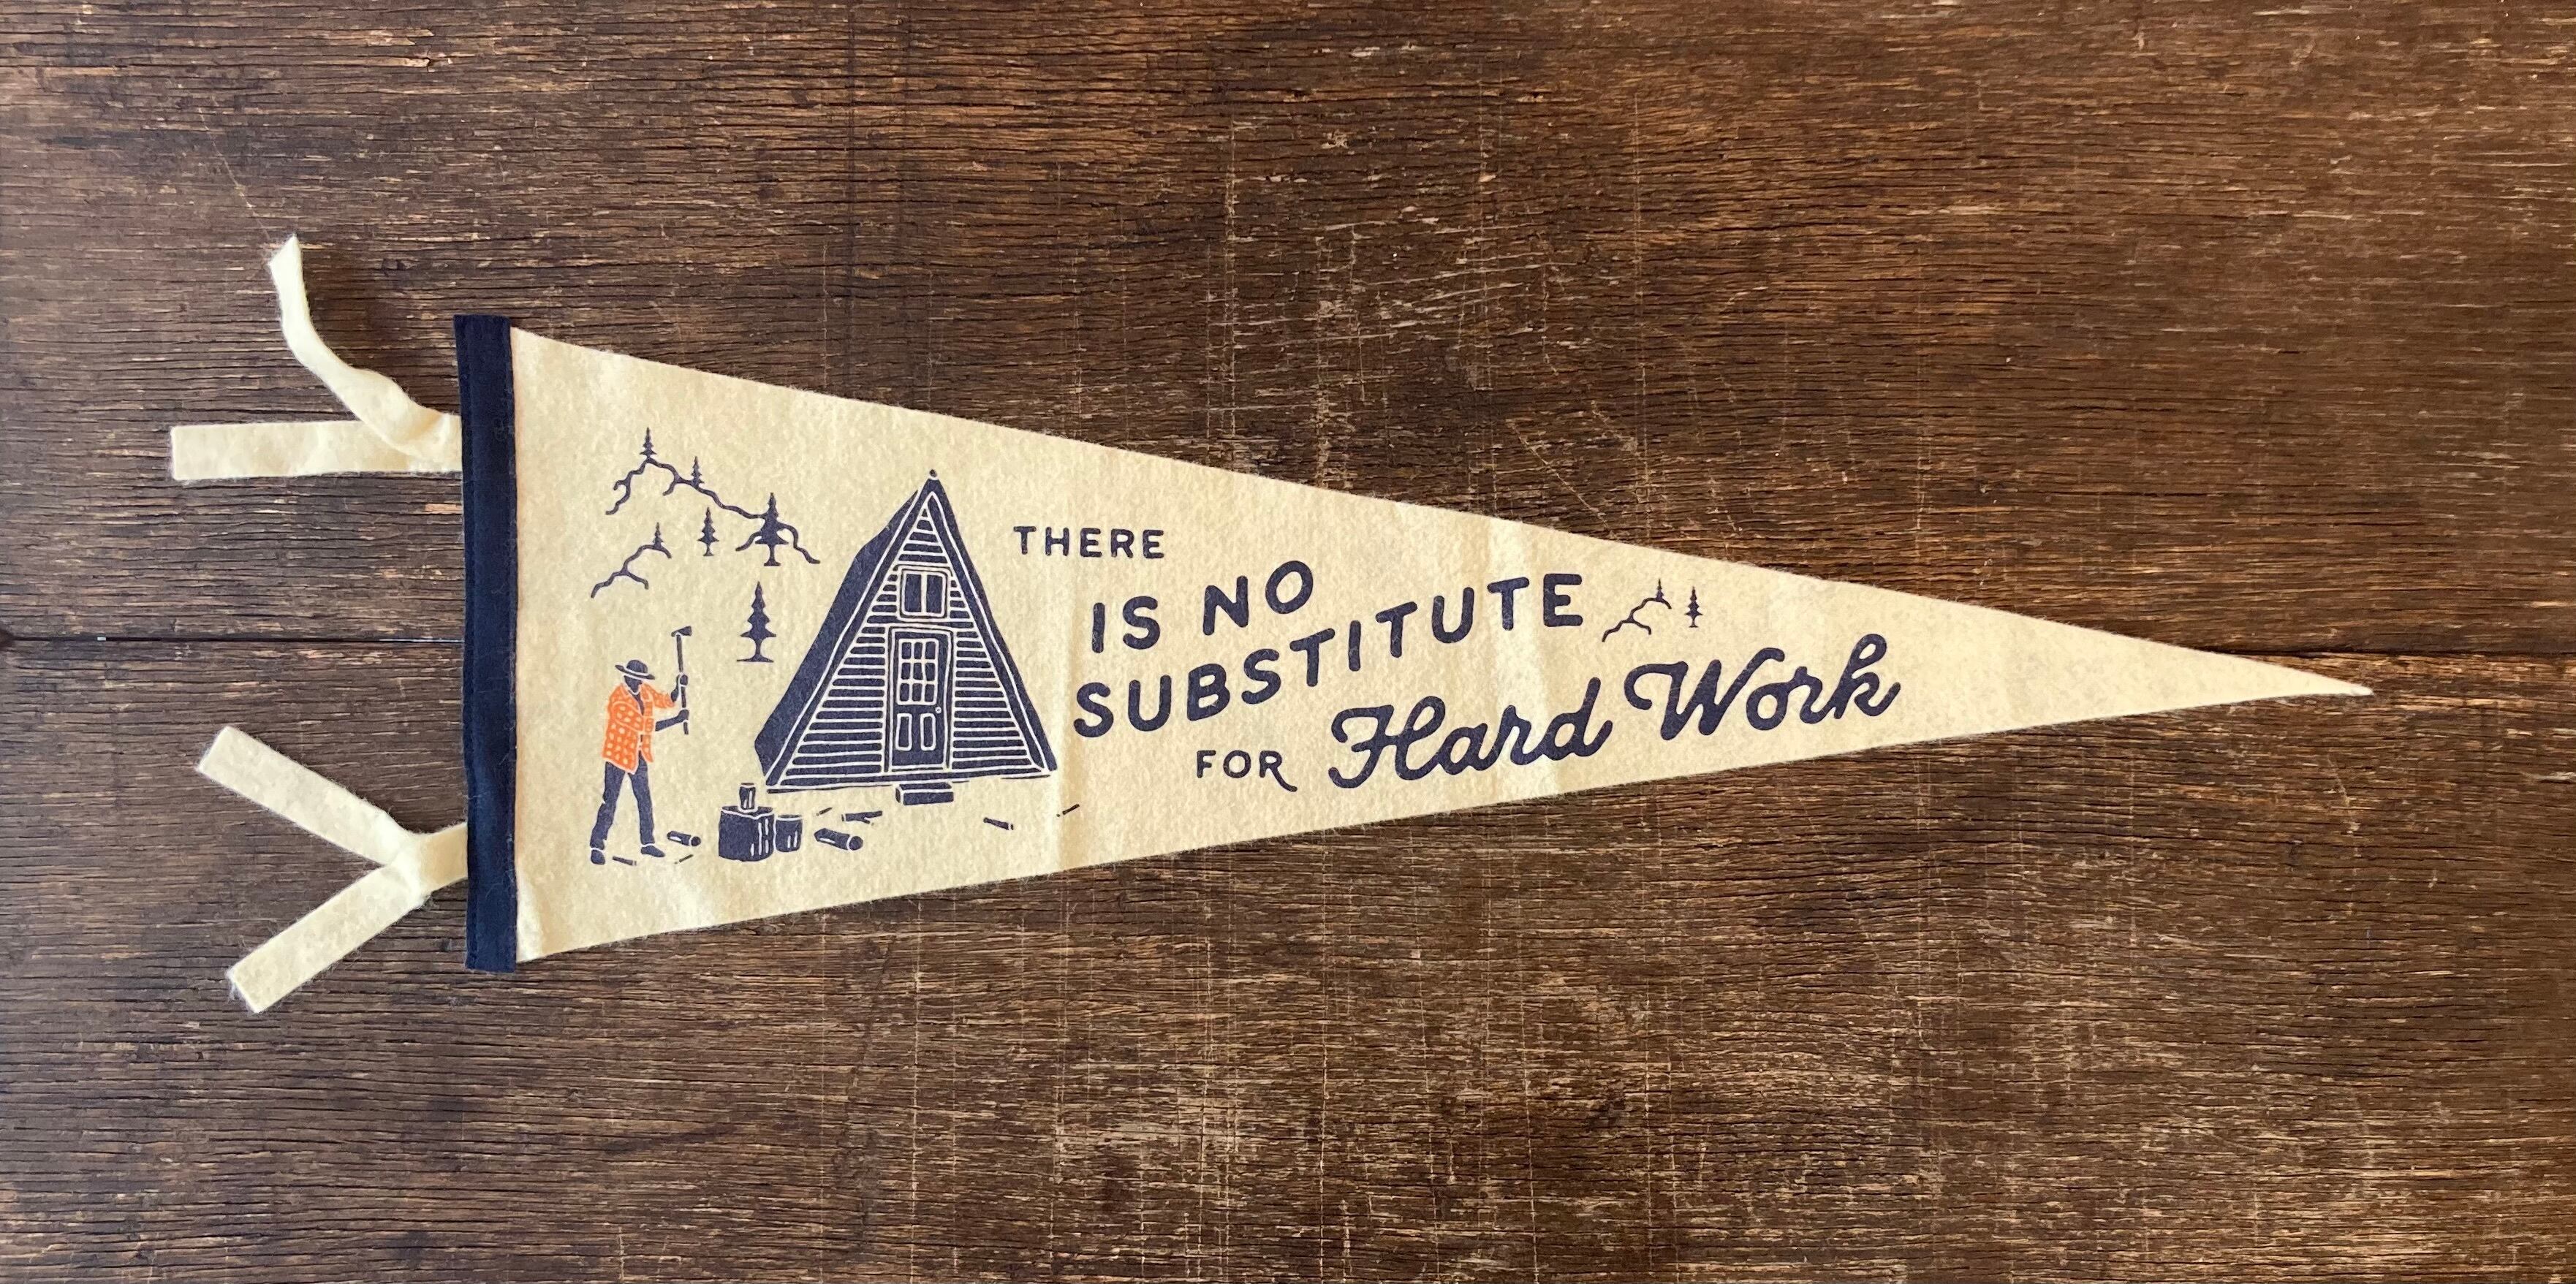 THERE
IS NO
SUBSTITUTE
FOR Hard Work